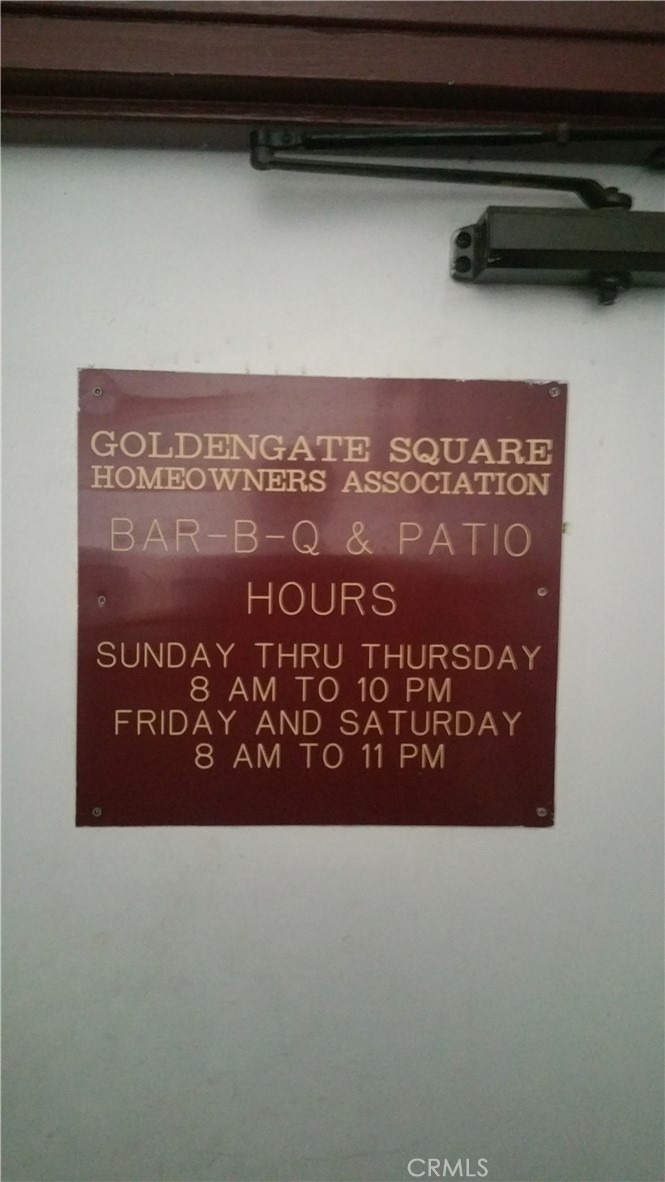 GOLDENGATE SQUARE
HOMEOWNERS ASSOCIATION
BAR-B-Q & PATIO
HOURS
SUNDAY THRU THURSDAY
8 AM TO 10 PM
FRIDAY AND SATURDAY
8 AM TO 11 PM
CRMLS